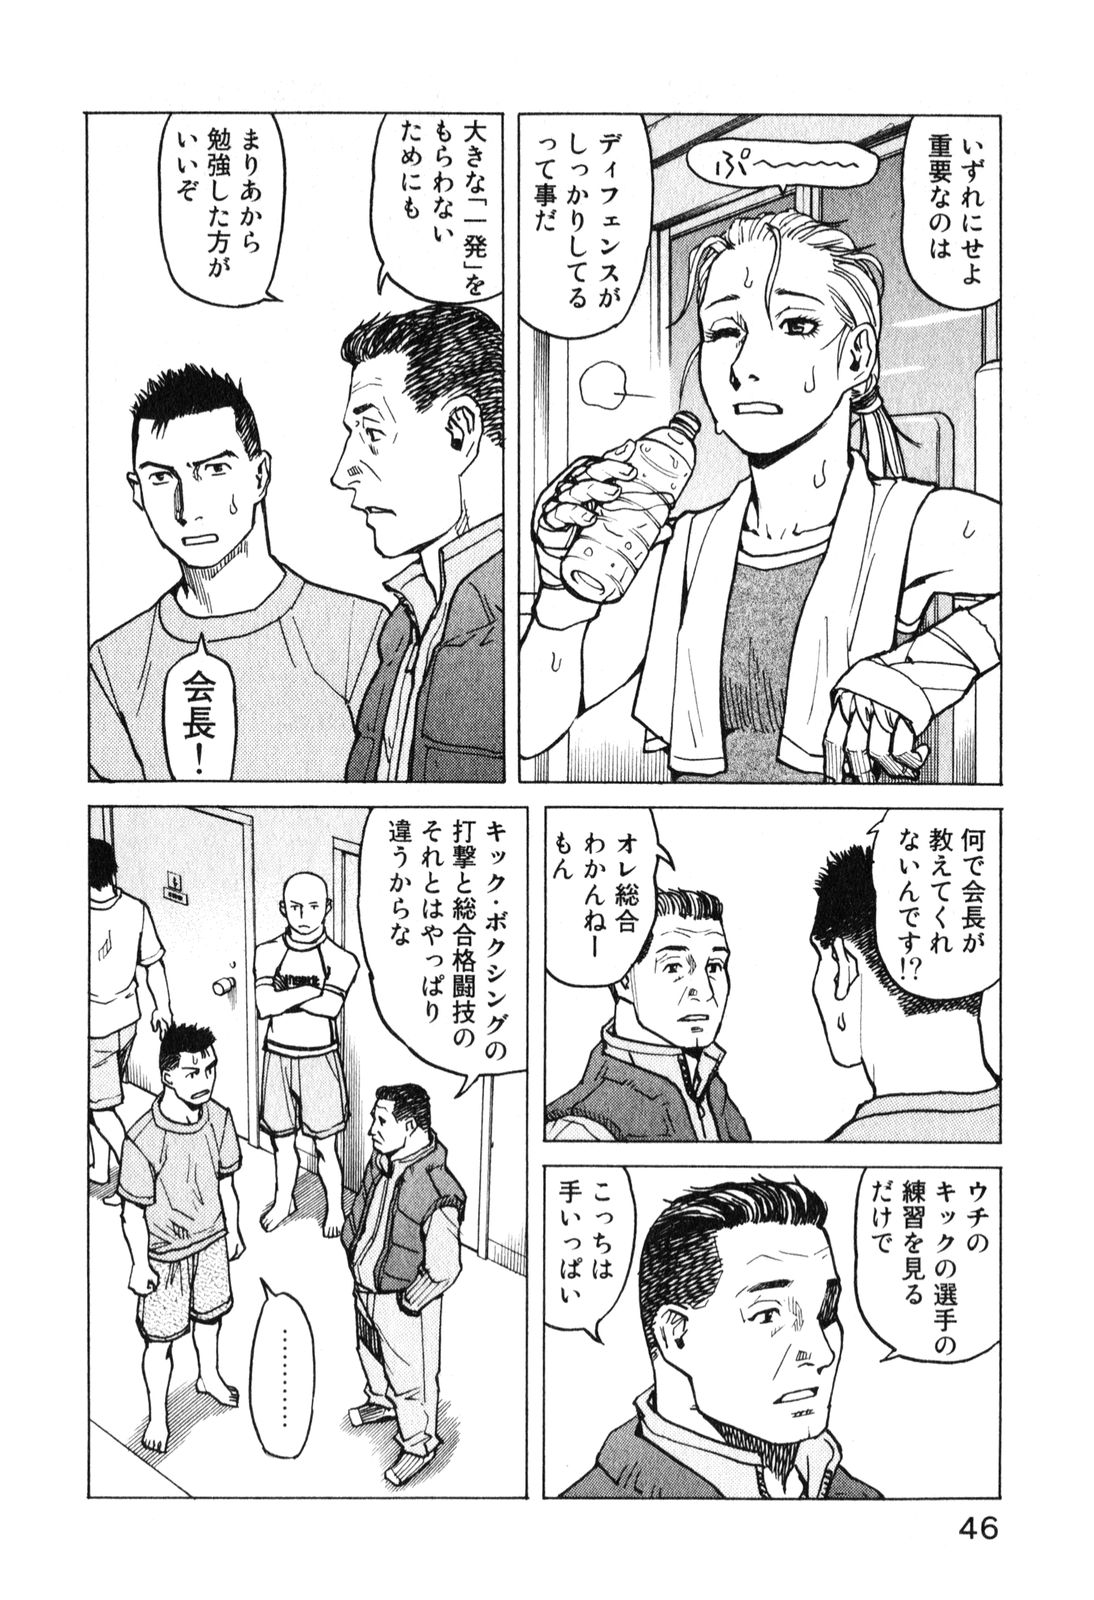 いずれにせよ
重要なのは
ぷ〜〜〜〜〜
ディフェンスが
しっかりしてる
って事だ
大きな「一発」を
もらわない
ためにも
まりあから
勉強した方が
いいぞ
会長!
何で会長が
教えてくれ
ないんです!?
オレ総合
わかんねー
もん
ウチの
キックの選手の
練習を見る
だけで
こっちは
手いっぱい
キック・ボクシングの
打撃と総合格闘技の
それとはやっぱり
違うからな
…………
46